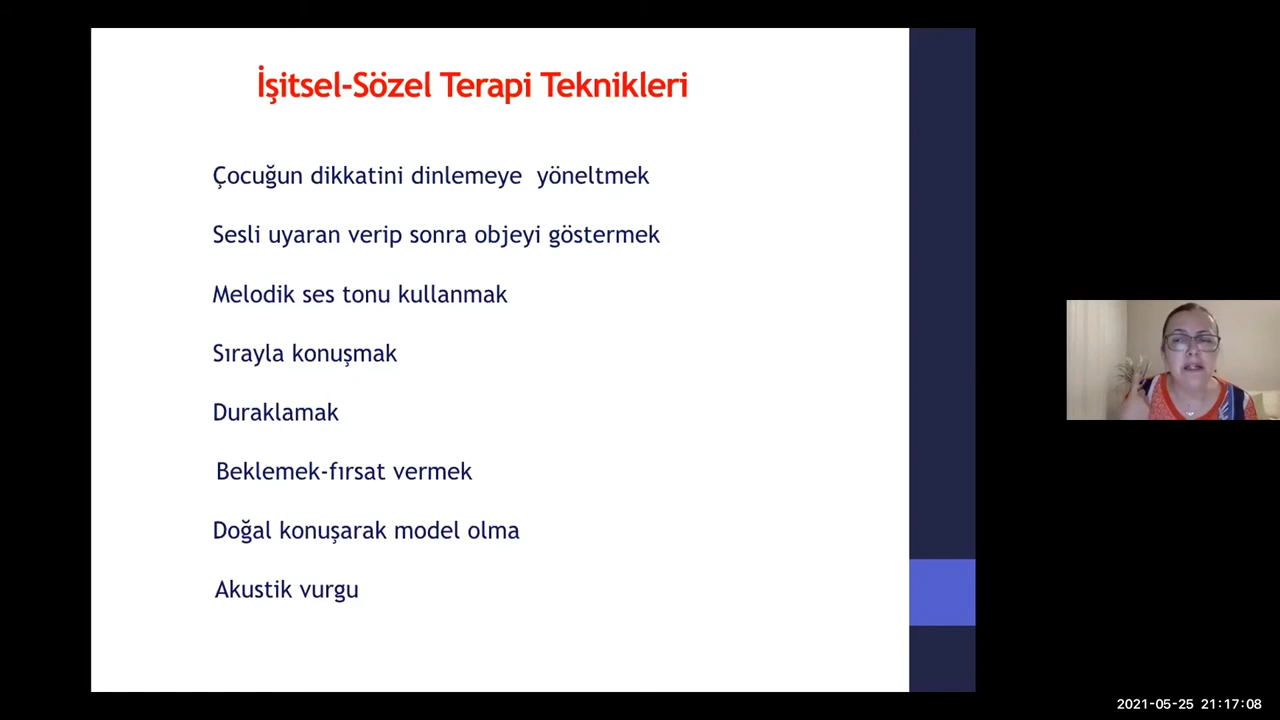 İşitsel-Sözel Terapi Teknikleri
Çocuğun dikkatini dinlemeye  yöneltmek
Sesli uyaran verip sonra objeyi göstermek
Melodik ses tonu kullanmak
Sırayla konuşmak
Duraklamak
Beklemek-fırsat vermek
Doğal konuşarak model olma
Akustik vurgu
2021-05-25 21:17:08